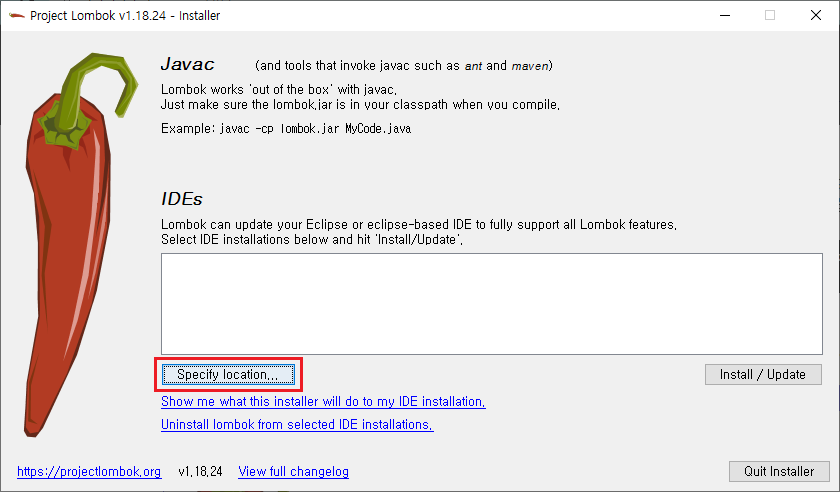 Project Lombok v1.18.24 - Installer
Javac (and tools that invoke javac such as ant and maven)
Lombok works 'out of the box' with javac.
Just make sure the lombok.jar is in your classpath when you compile.
Example: javac -cp lombok.jar MyCode.java
IDEs
Lombok can update your Eclipse or eclipse-based IDE to fully support all Lombok features.
Select IDE installations below and hit 'Install/Update'.
Specify location...
Install / Update
Show me what this installer will do to my IDE installation.
Uninstall lombok from selected IDE installations.
https://projectlombok.org v1.18.24 View full changelog
Quit Installer